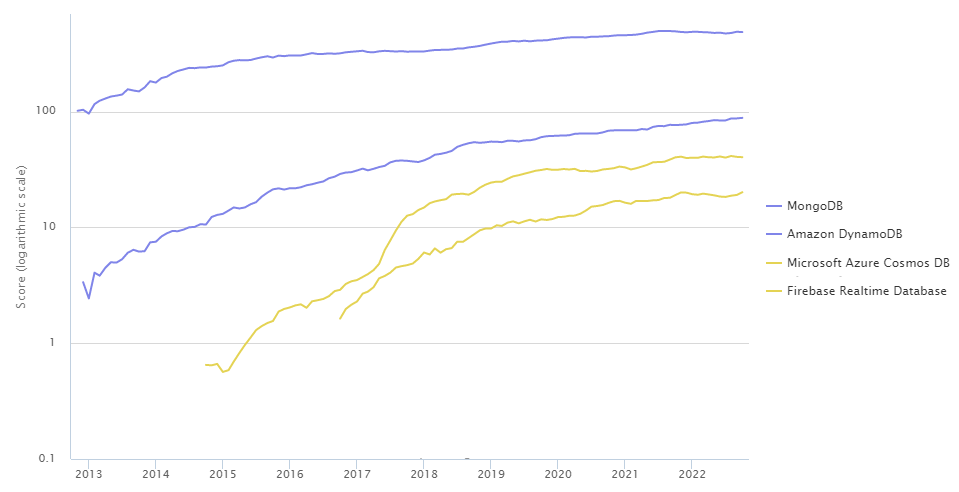 Score (logarithmic scale)
100
10
1
0.1
2013 2014 2015 2016 2017 2018 2019 2020 2021 2022
MongoDB
Amazon DynamoDB
Microsoft Azure Cosmos DB
Firebase Realtime Database